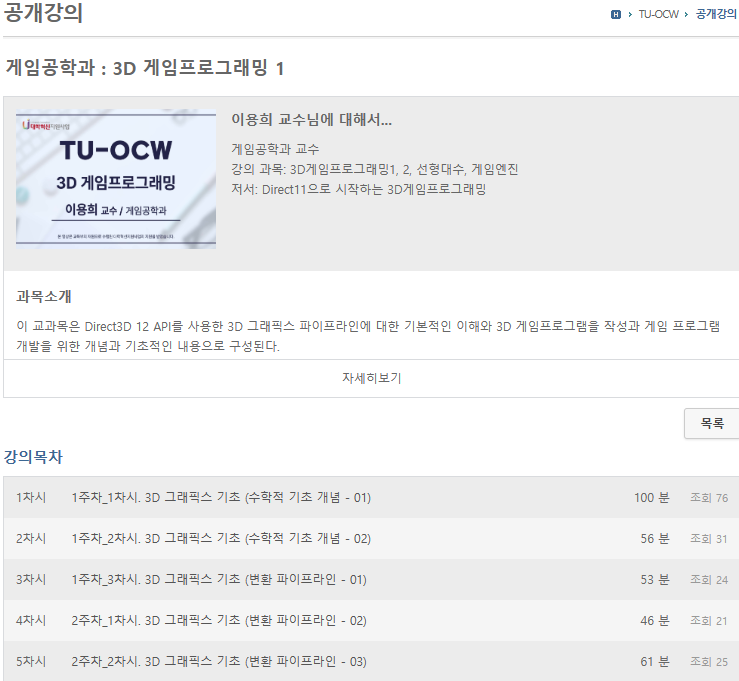 공개강의
TU-OCW › 공개강의
게임공학과 : 3D 게임프로그래밍 1
대학혁신지원사업
TU-OCW
3D 게임프로그래밍
이용희 교수 / 게임공학과
이용희 교수님에 대해서...
게임공학과 교수
강의 과목: 3D게임프로그래밍1, 2, 선형대수, 게임엔진
저서: Direct11으로 시작하는 3D게임프로그래밍
과목소개
이 교과목은 Direct3D 12 API를 사용한 3D 그래픽스 파이프라인에 대한 기본적인 이해와 3D 게임프로그램을 작성과 게임 프로그램
개발을 위한 개념과 기초적인 내용으로 구성된다.
자세히보기
목록
강의목차
1차시 1주차_1차시. 3D 그래픽스 기초 (수학적 기초 개념 - 01) 100 분 조회 76
2차시 1주차_2차시. 3D 그래픽스 기초 (수학적 기초 개념 - 02) 56 분 조회 31
3차시 1주차_3차시. 3D 그래픽스 기초 (변환 파이프라인 - 01) 53 분 조회 24
4차시 2주차_1차시. 3D 그래픽스 기초 (변환 파이프라인 - 02) 46 분 조회 21
5차시 2주차_2차시. 3D 그래픽스 기초 (변환 파이프라인 - 03) 61 분 조회 25